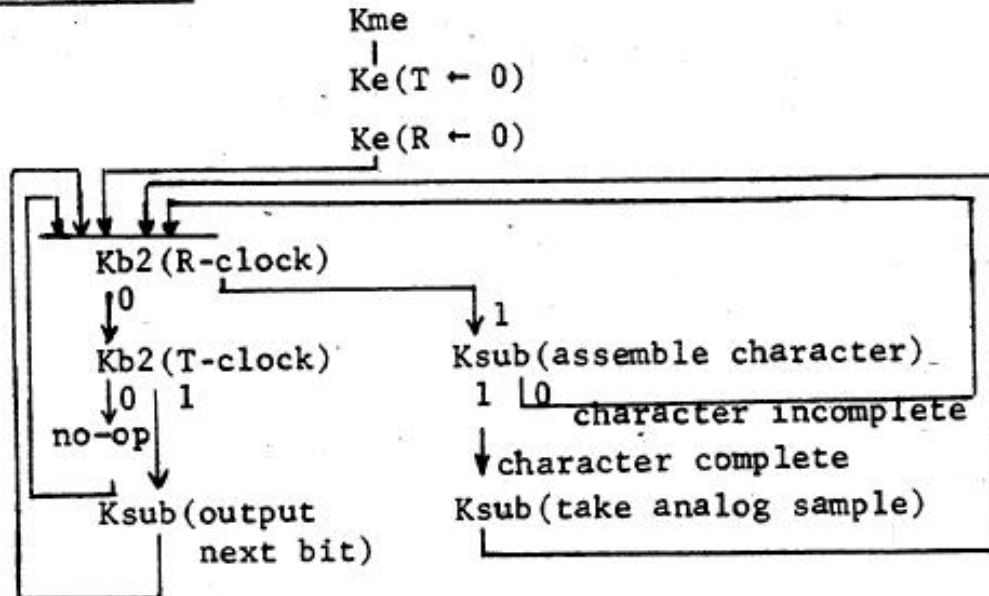 Kme
Ke(T ← 0)
Ke(R ← 0)
Kb2(R-clock)
0
1
Kb2(T-clock)
Ksub(assemble character)
0 1
1 0
character incomplete
no-op
character complete
Ksub(output
next bit)
Ksub(take analog sample)